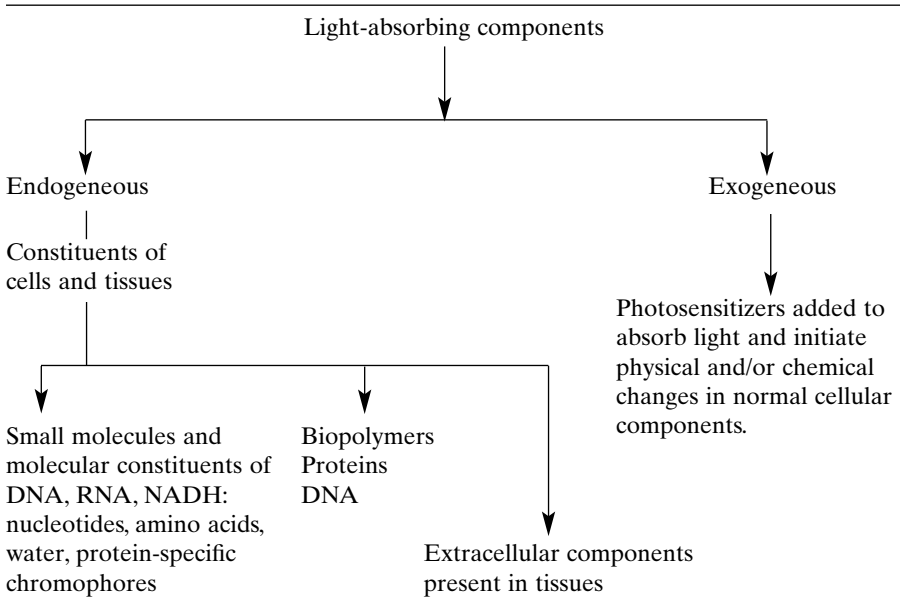 Light-absorbing components
Endogeneous
Exogeneous
Constituents of
cells and tissues
Photosensitizers added to
absorb light and initiate
physical and/or chemical
changes in normal cellular
components.
Small molecules and
molecular constituents of
DNA, RNA, NADH:
nucleotides, amino acids,
water, protein-specific
chromophores
Biopolymers
Proteins
DNA
Extracellular components
present in tissues